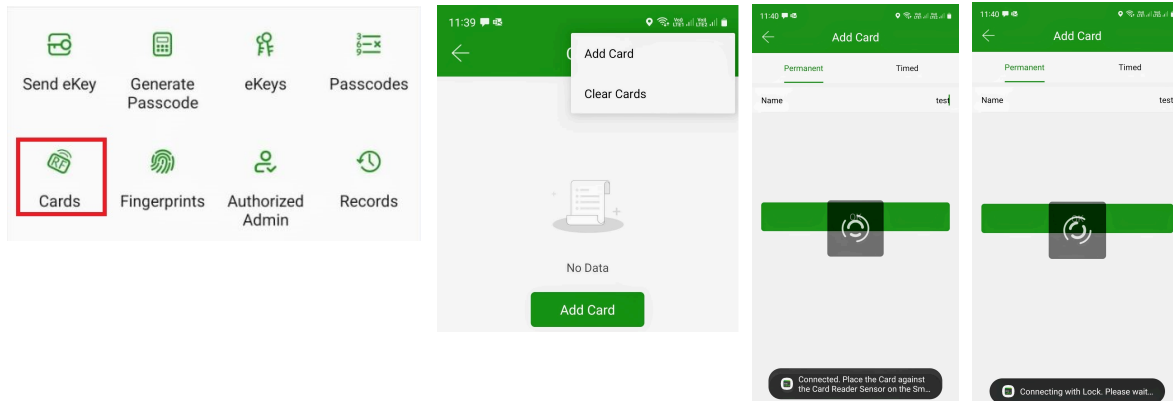 Send eKey
Generate
Passcode
eKeys
Passcodes
Cards
Fingerprints
Authorized
Admin
Records
11:39
Add Card
Clear Cards
No Data
Add Card
11:40
Add Card
Permanent Timed
Name test
OK
Connected. Place the Card against
the Card Reader Sensor on the Sm...
11:40
Add Card
Permanent Timed
Name test
Connecting with Lock. Please wait...